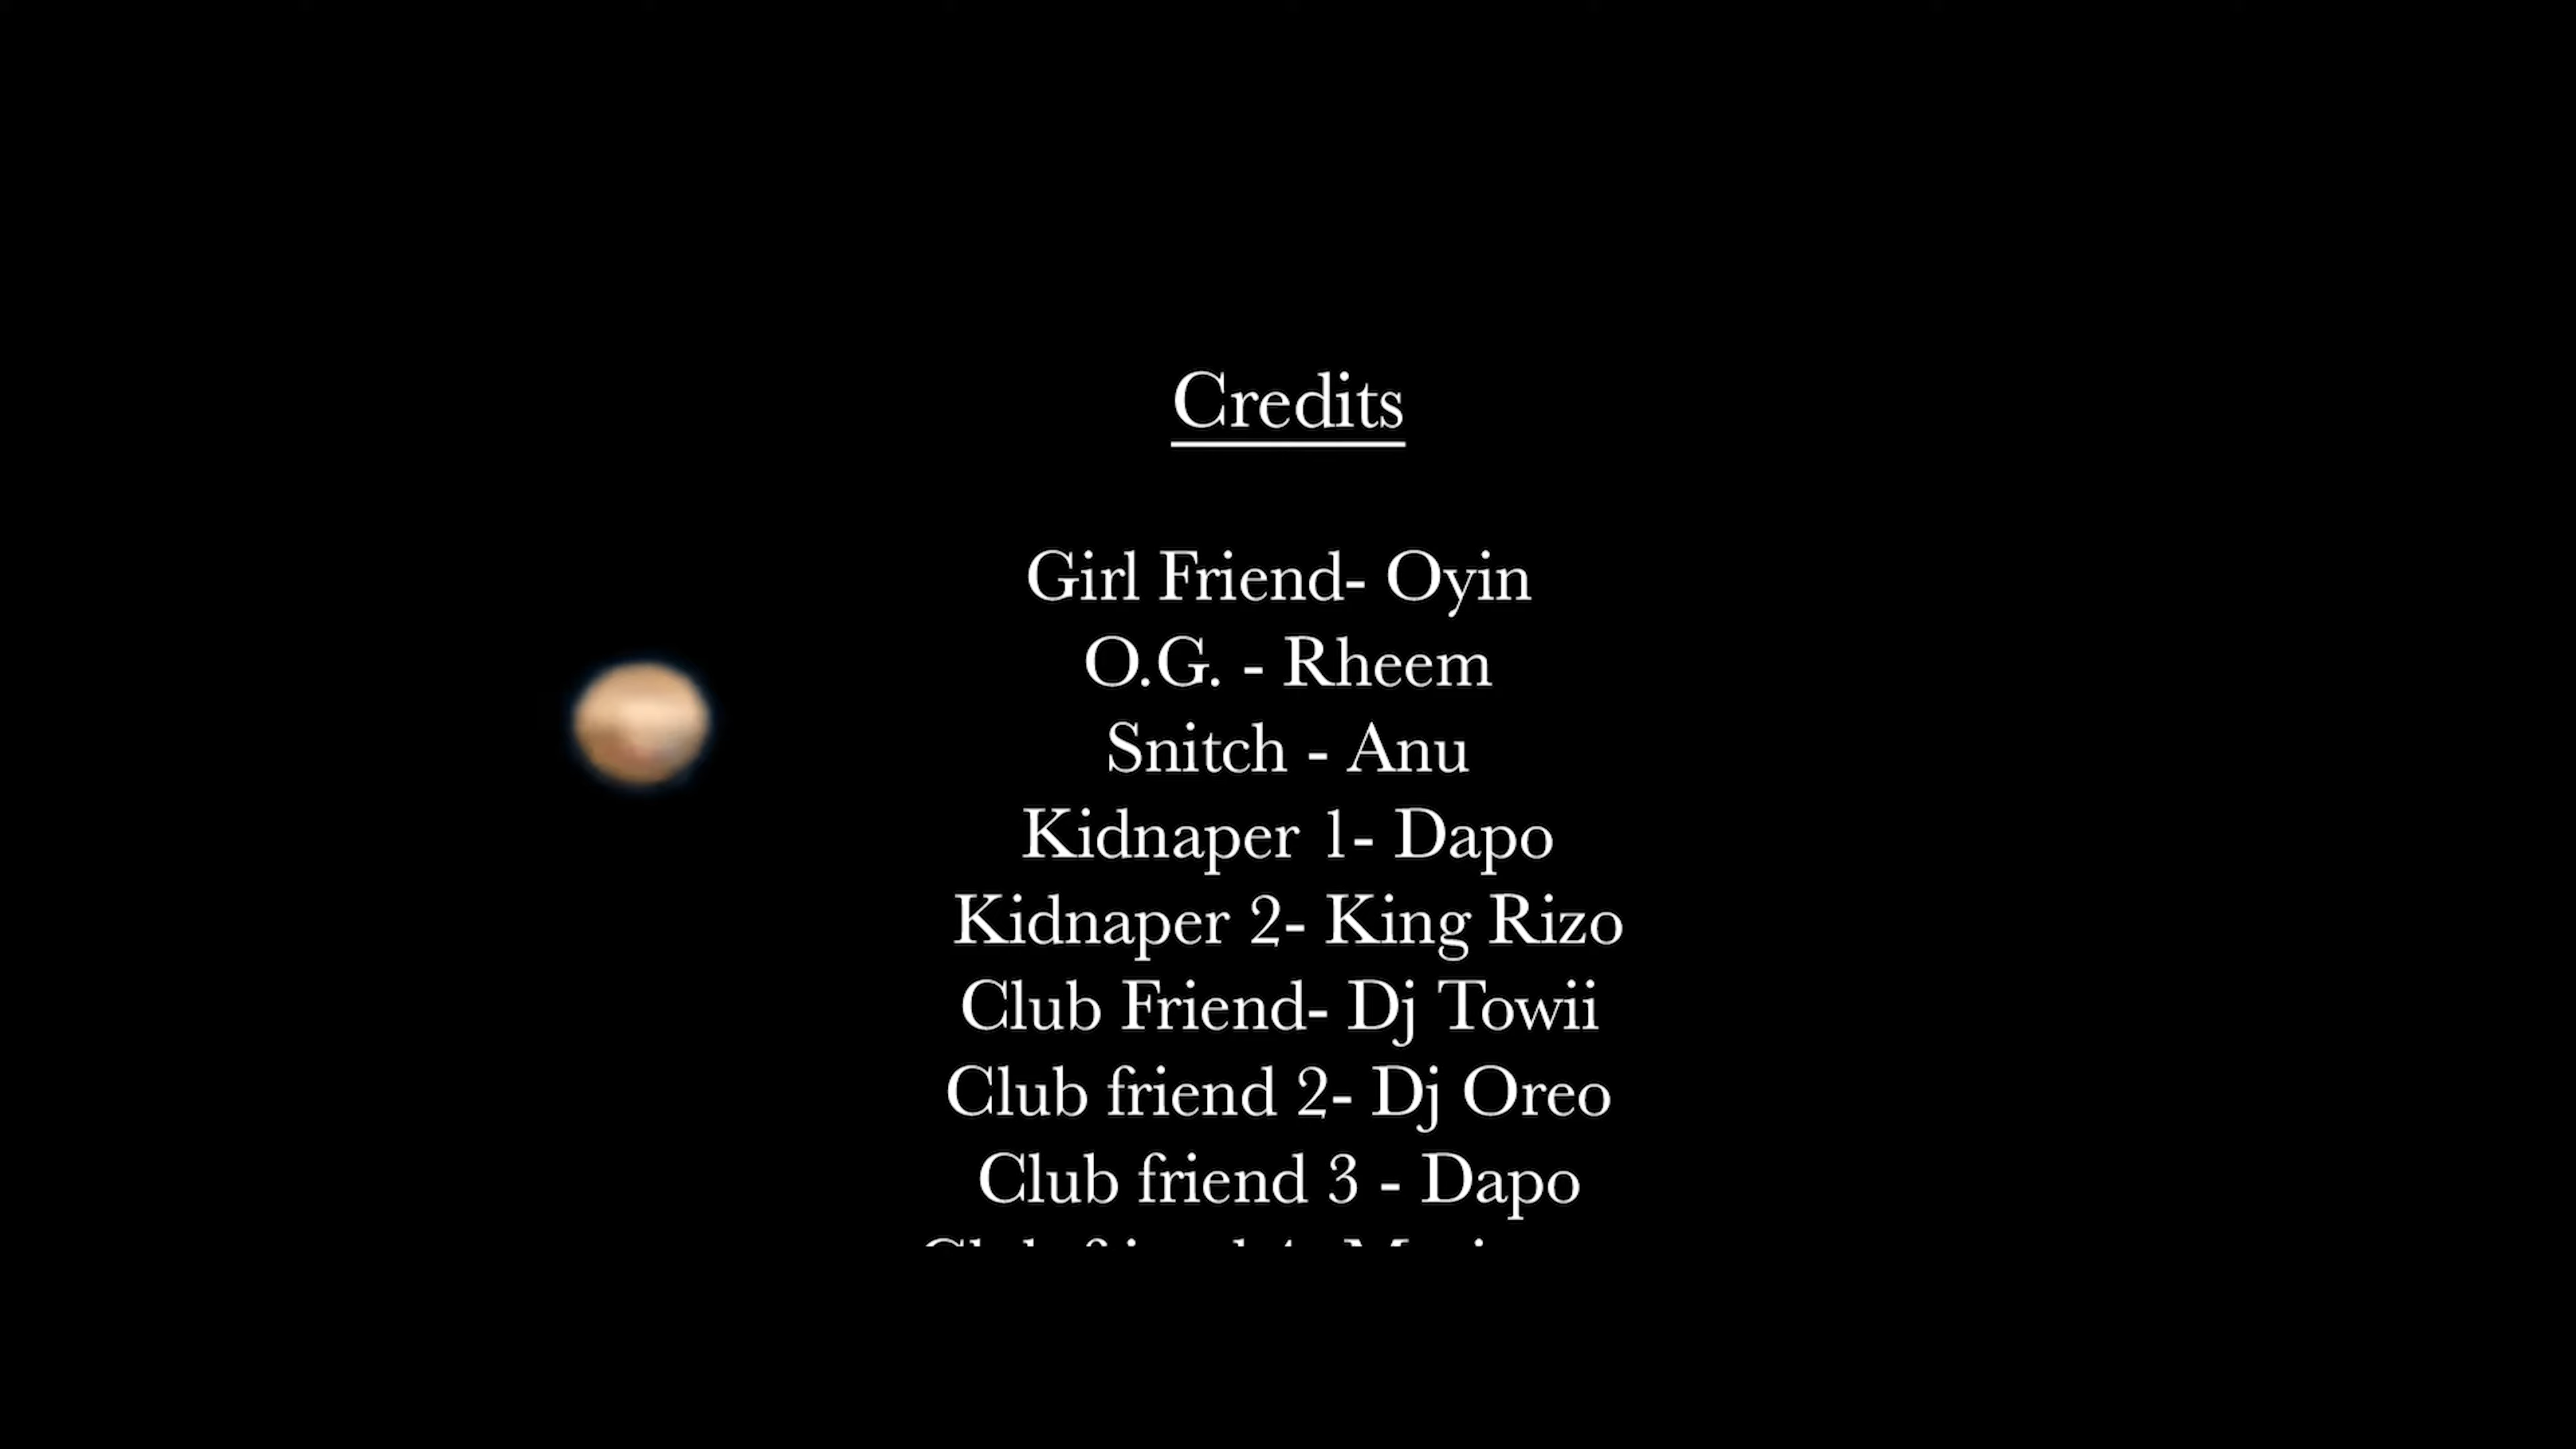 Credits
Girl Friend- Oyin
O.G. - Rheem
Snitch - Anu
Kidnaper 1- Dapo
Kidnaper 2- King Rizo
Club Friend- Dj Towii
Club friend 2- Dj Oreo
Club friend 3 - Dapo